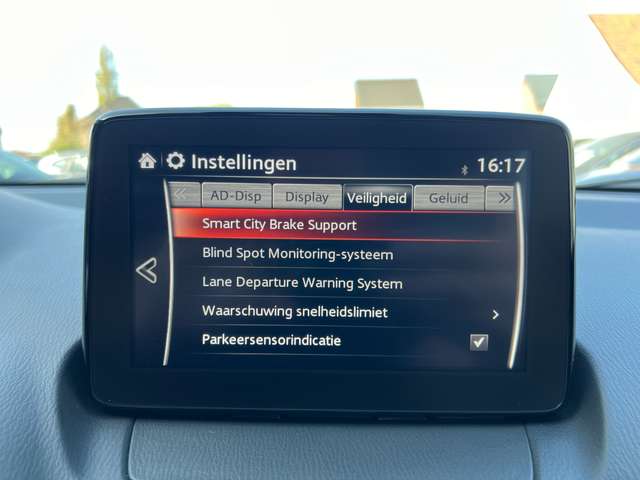 Instellingen 16:17
AD-Disp Display Veiligheid Geluid
Smart City Brake Support
Blind Spot Monitoring-systeem
Lane Departure Warning System
Waarschuwing snelheidslimiet
Parkeersensorindicatie